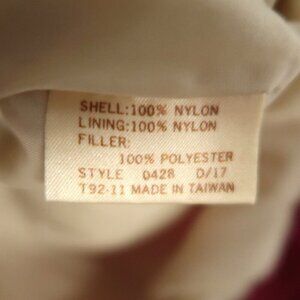 SHELL:100% NYLON
LINING:100% NYLON
FILLER:
100% POLYESTER
STYLE 0428 D/17
T92-11 MADE IN TAIWAN